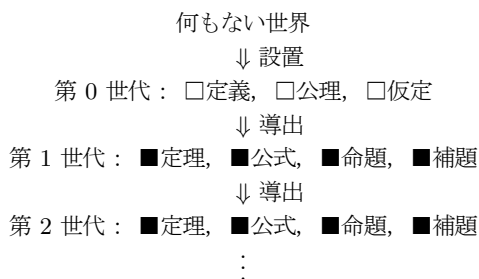 何もない世界
⇓ 設置
第 0 世代 : □定義, □公理, □仮定
⇓ 導出
第 1 世代 : ■定理, ■公式, ■命題, ■補題
⇓ 導出
第 2 世代 : ■定理, ■公式, ■命題, ■補題
⋮